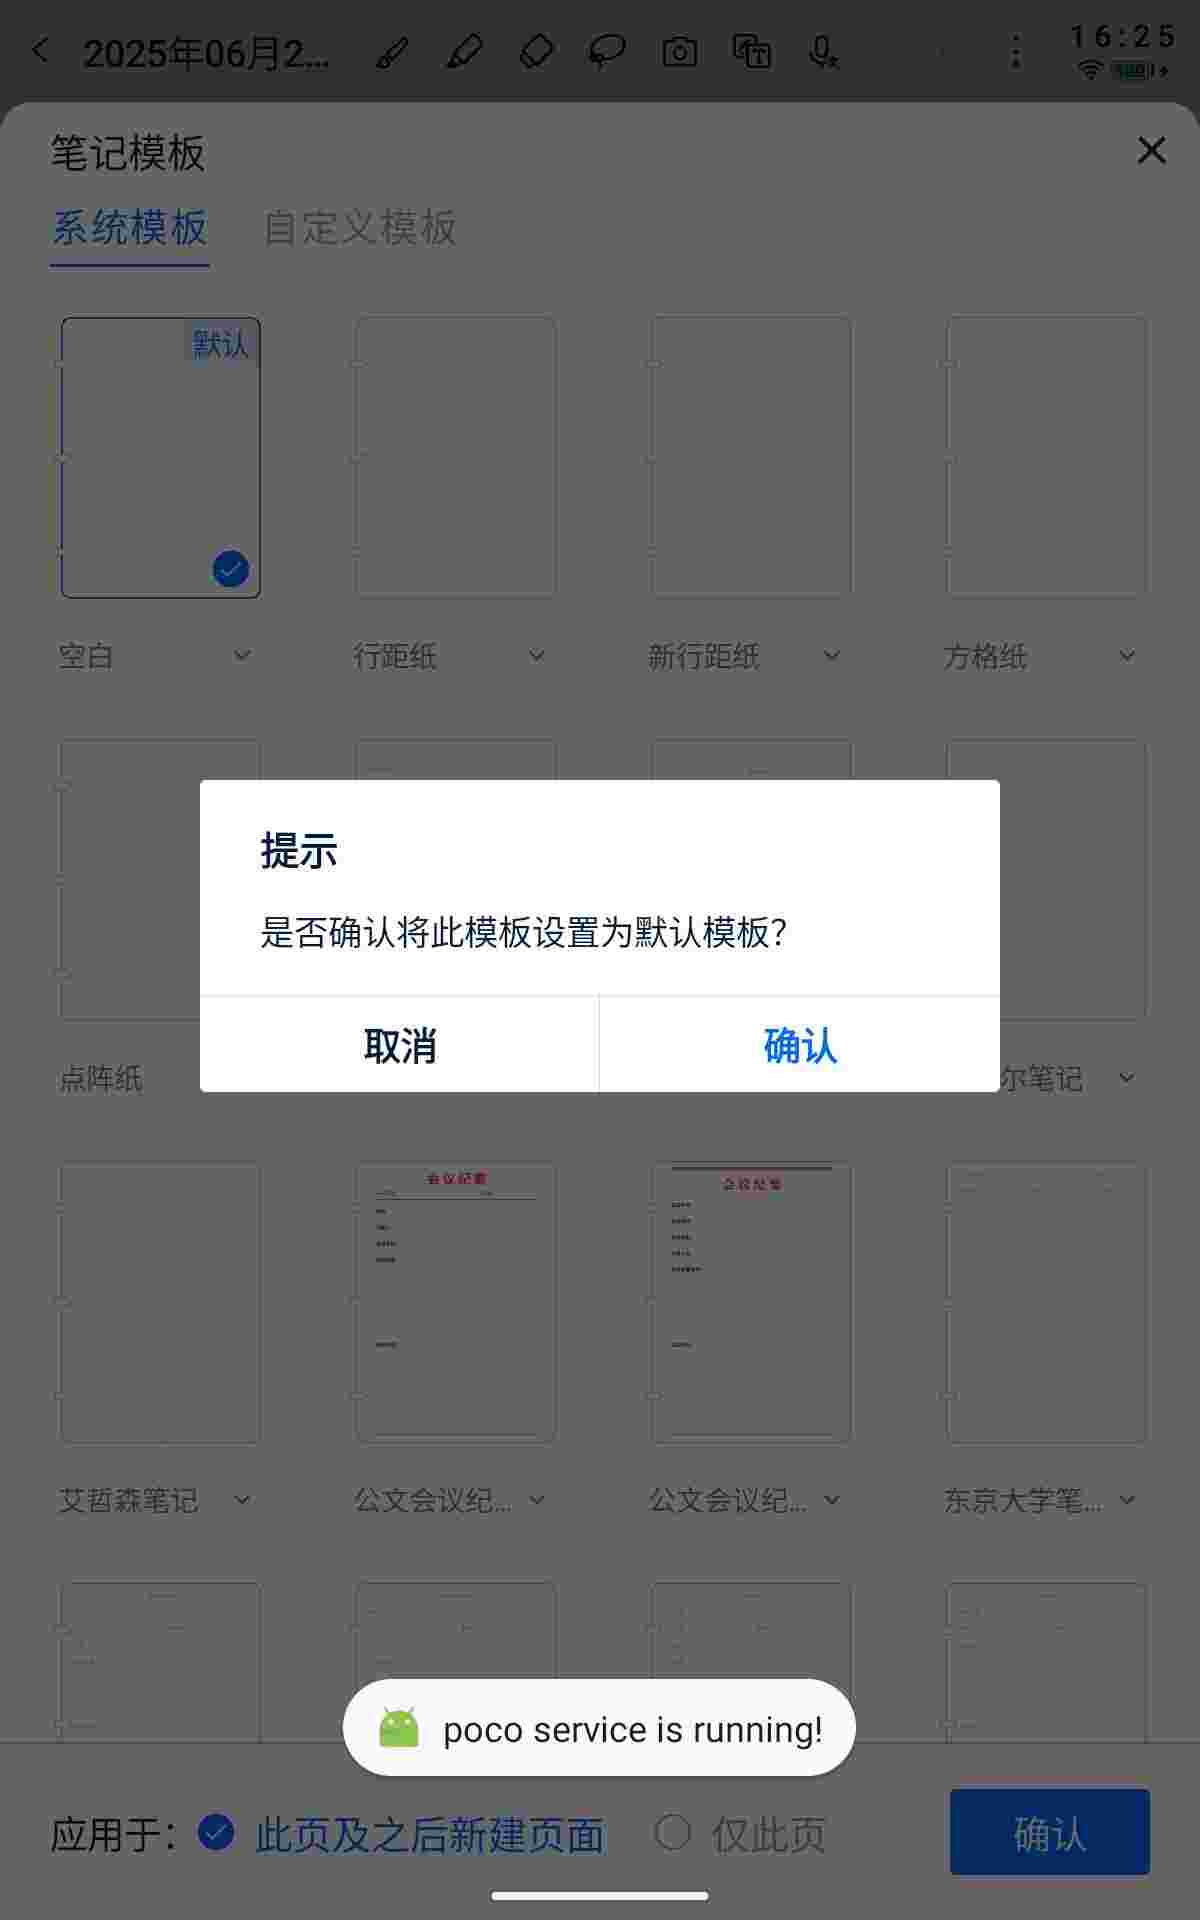 2025年06月2...
16:25
笔记模板
系统模板
自定义模板
默认
空白
行距纸
新行距纸
方格纸
提示
是否确认将此模板设置为默认模板?
取消
确认
点阵纸
尔笔记
会议纪要
会议纪要
艾哲森笔记
公文会议纪...
公文会议纪...
东京大学笔...
poco service is running!
应用于:
此页及之后新建页面
仅此页
确认